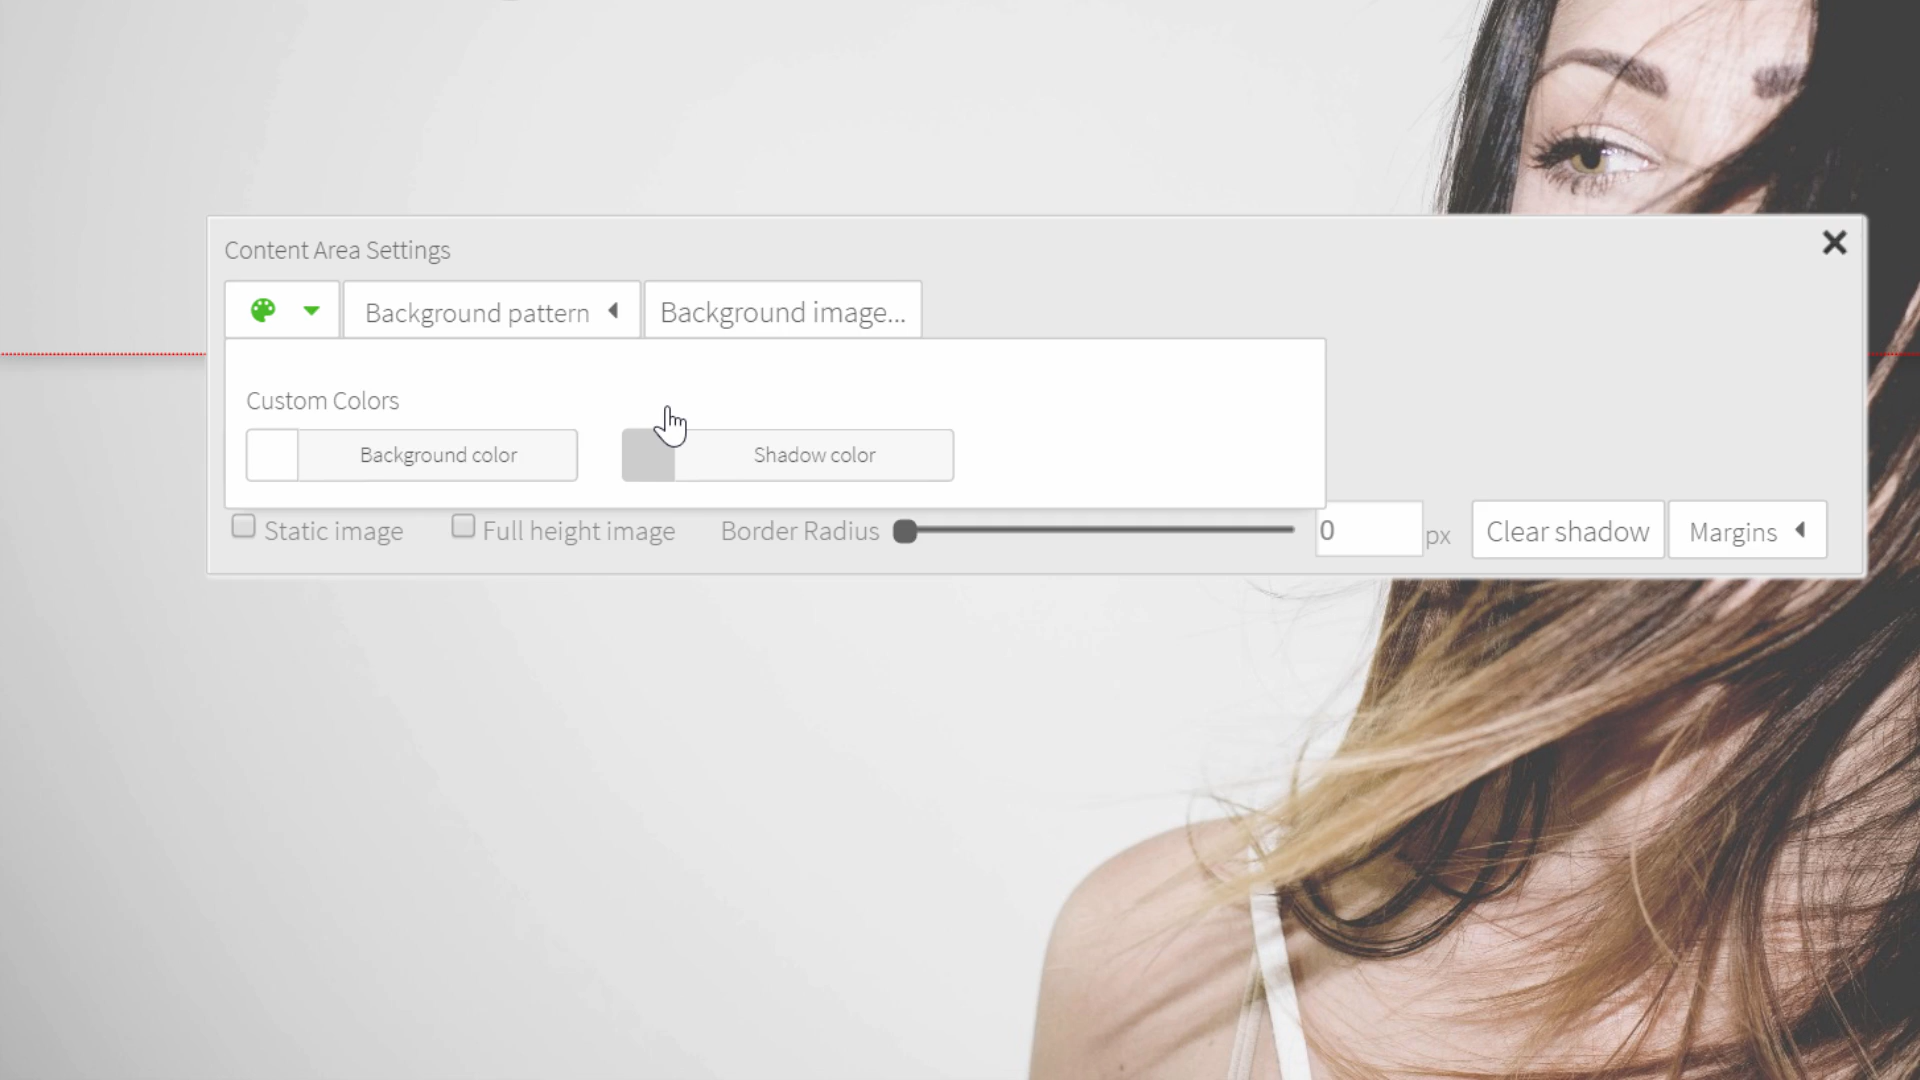 Content Area Settings
Background pattern
Background image...
Custom Colors
Background color
Shadow color
Static image
Full height image
Border Radius
0
px
Clear shadow
Margins